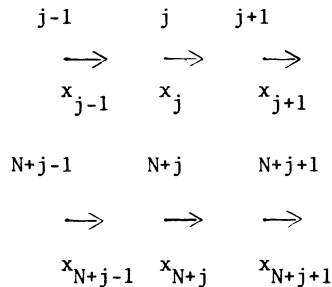 j-1 j j+1
x_{j-1} x_j x_{j+1}
N+j-1 N+j N+j+1
x_{N+j-1} x_{N+j} x_{N+j+1}